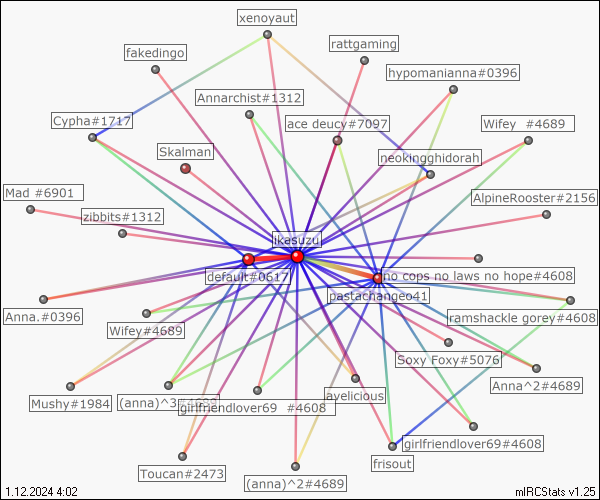 xenoyaut
rattgaming
fakedingo
hypomanianna#0396
Annarchist#1312
Cypha#1717
ace deucy#7097
Wifey #4689
Skalman
neokingghidorah
Mad #6901
AlpineRooster#2156
zibbits#1312
ikesuzu
default#0617
no cops no laws no hope#4608
pastachangeo41
Anna.#0396
ramshackle gorey#4608
Wifey#4689
Soxy Foxy#5076
Anna^2#4689
ayelicious
Mushy#1984
(anna)^3#4689
girlfriendlover69 #4608
girlfriendlover69#4608
frisout
Toucan#2473
(anna)^2#4689
1.12.2024 4:02
mIRCStats v1.25